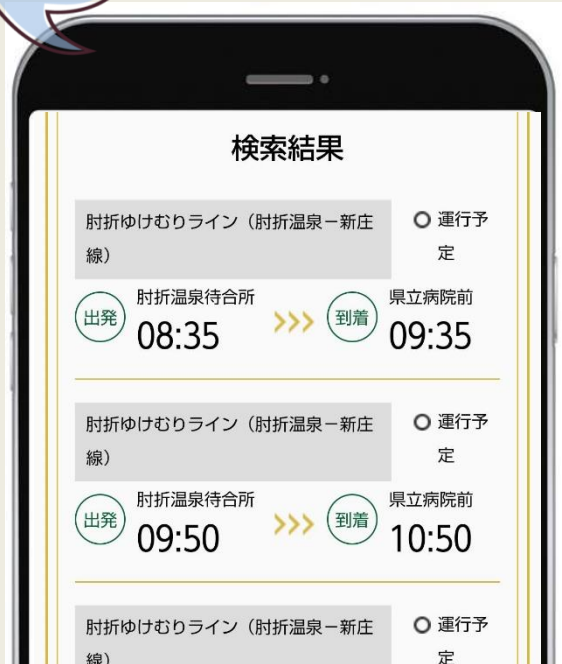 検索結果
肘折ゆけむりライン（肘折温泉－新庄
線）
運行予
定
出発
肘折温泉待合所
08:35
>>>
到着
県立病院前
09:35
肘折ゆけむりライン（肘折温泉－新庄
線）
運行予
定
出発
肘折温泉待合所
09:50
>>>
到着
県立病院前
10:50
肘折ゆけむりライン（肘折温泉－新庄
線）
運行予
定